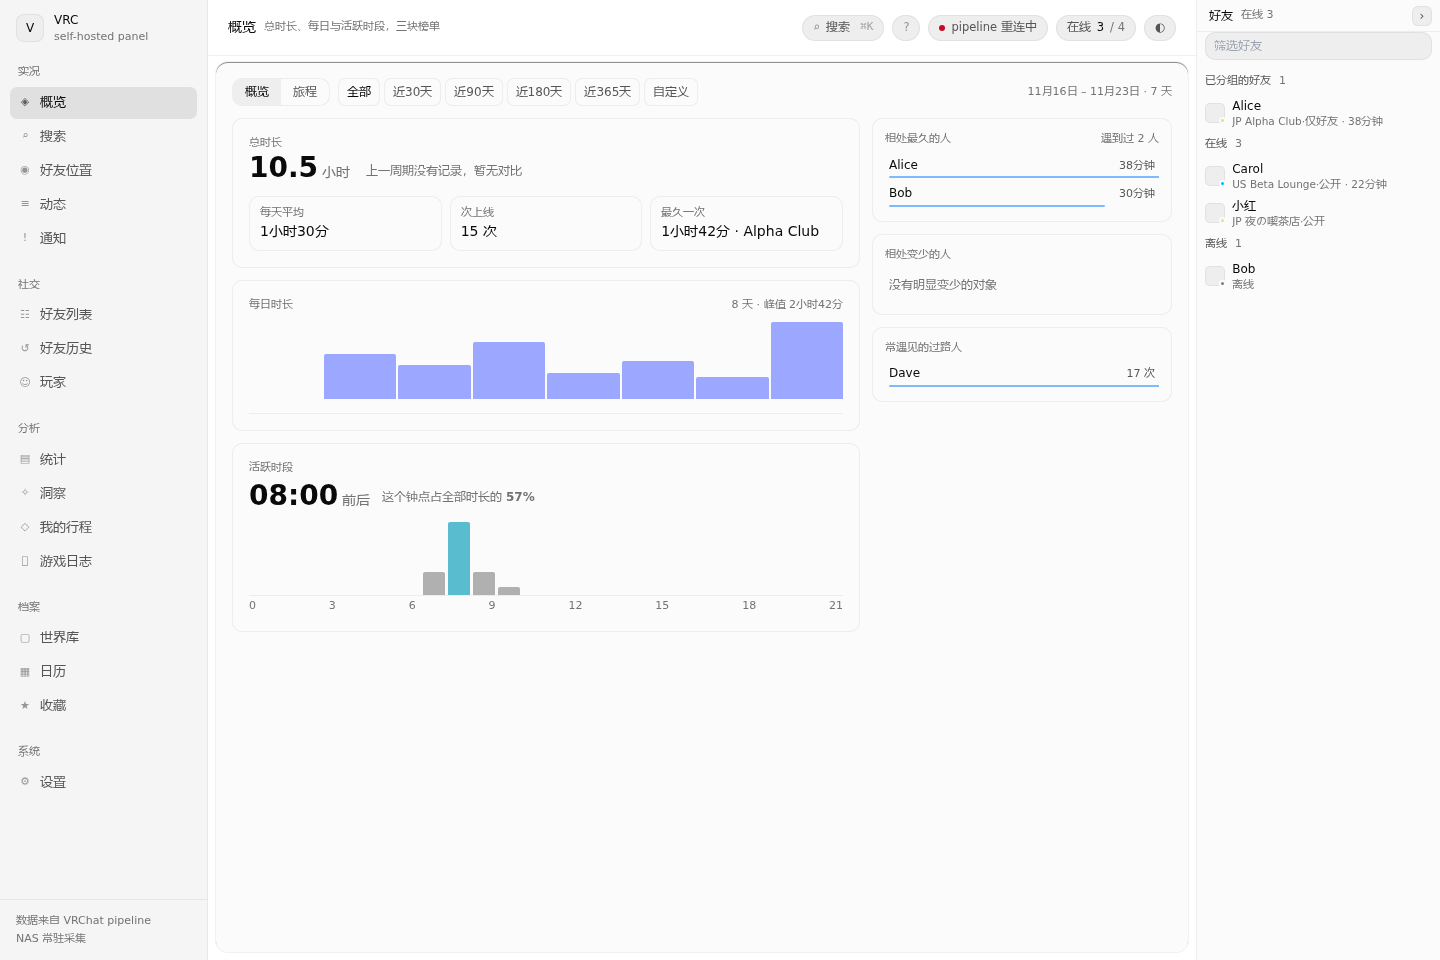 V
VRC
self-hosted panel
实况
概览
搜索
好友位置
动态
! 通知
社交
好友列表
好友历史
玩家
分析
统计
洞察
我的行程
游戏日志
档案
世界库
日历
收藏
系统
设置
数据来自 VRChat pipeline
NAS 常驻采集
概览 总时长、每日与活跃时段，三块榜单
搜索 ⌘K
?
pipeline 重连中
在线 3 / 4
概览 旅程 全部 近30天 近90天 近180天 近365天 自定义
11月16日 – 11月23日 · 7 天
总时长
10.5 小时 上一周期没有记录，暂无对比
每天平均
1小时30分
次上线
15 次
最久一次
1小时42分 · Alpha Club
每日时长
8 天 · 峰值 2小时42分
活跃时段
08:00 前后 这个钟点占全部时长的 57%
0 3 6 9 12 15 18 21
相处最久的人 遇到过 2 人
Alice 38分钟
Bob 30分钟
相处变少的人
没有明显变少的对象
常遇见的过路人
Dave 17 次
好友 在线 3
›
筛选好友
已分组的好友 1
Alice
JP Alpha Club·仅好友 · 38分钟
在线 3
Carol
US Beta Lounge·公开 · 22分钟
小红
JP 夜の喫茶店·公开
离线 1
Bob
离线